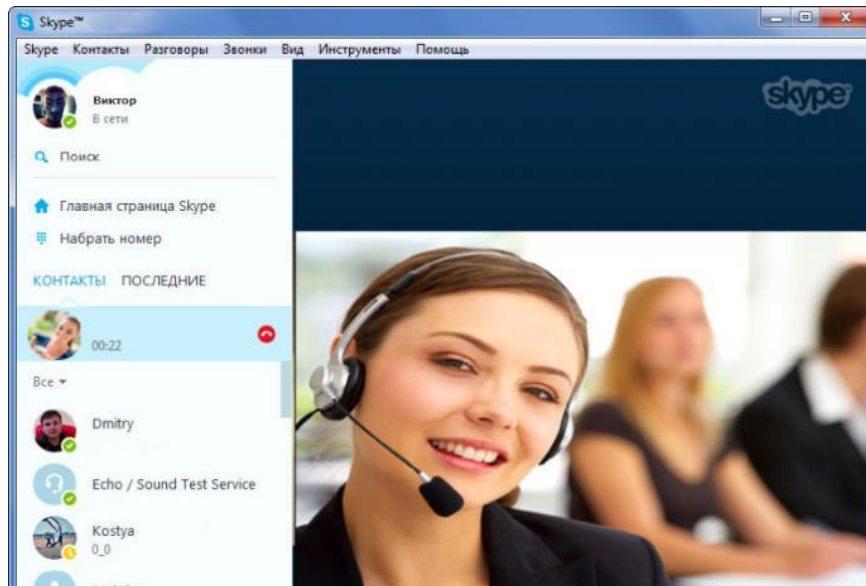 Skype™
Skype Контакты Разговоры Звонки Вид Инструменты Помощь
Виктор
В сети
skype
Поиск
Главная страница Skype
Набрать номер
КОНТАКТЫ ПОСЛЕДНИЕ
00:22
Все
Dmitry
Echo / Sound Test Service
Kostya
0_0